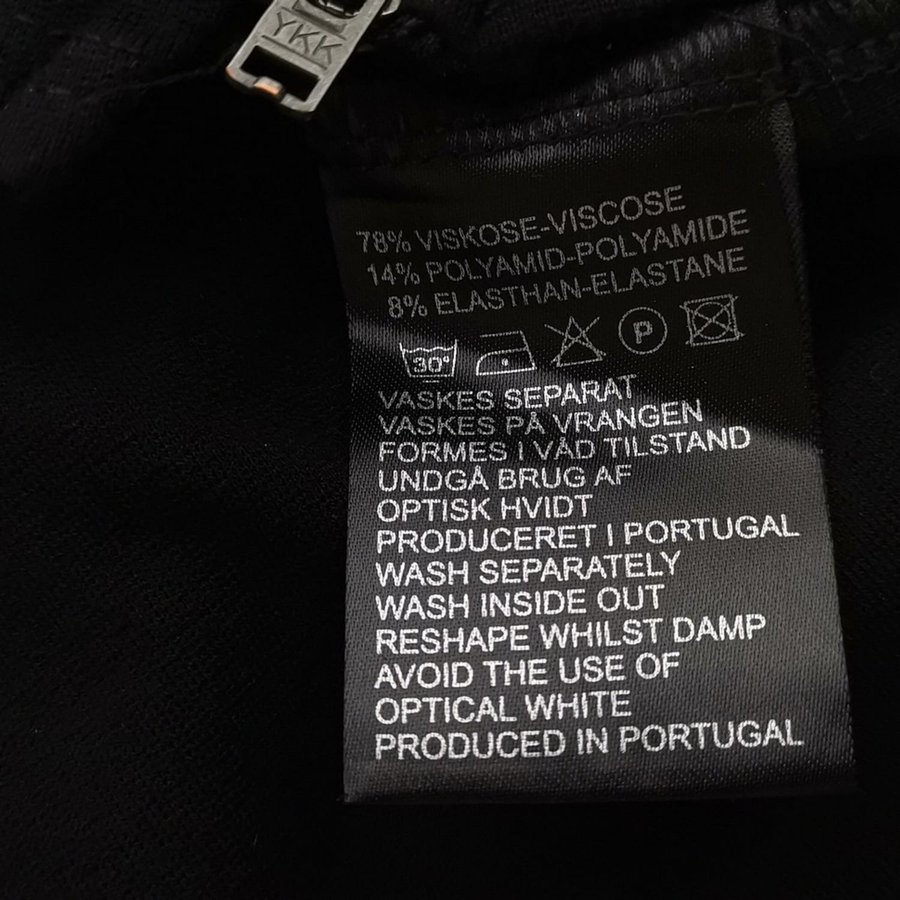 YKK
78% VISKOSE-VISCOSE
14% POLYAMID-POLYAMIDE
8% ELASTHAN-ELASTANE
30° P
VASKES SEPARAT
VASKES PÅ VRANGEN
FORMES I VÅD TILSTAND
UNDGÅ BRUG AF
OPTISK HVIDT
PRODUCERET I PORTUGAL
WASH SEPARATELY
WASH INSIDE OUT
RESHAPE WHILST DAMP
AVOID THE USE OF
OPTICAL WHITE
PRODUCED IN PORTUGAL